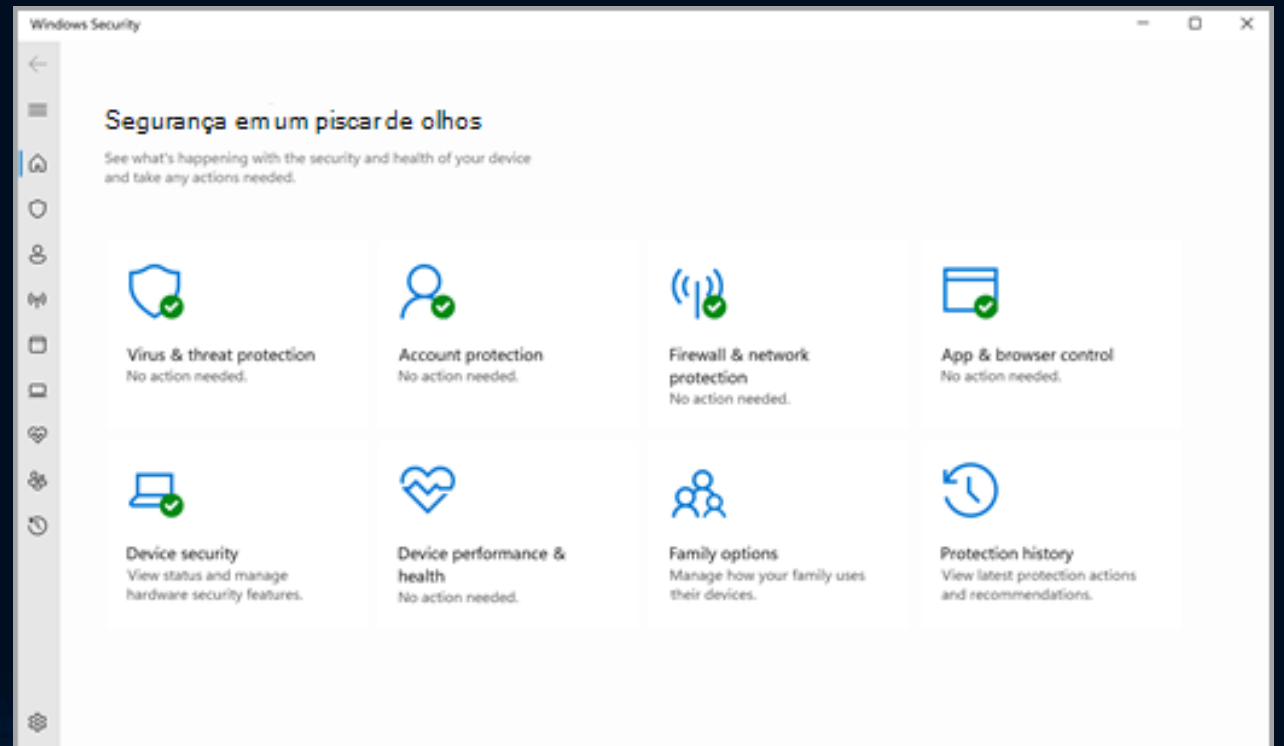 Windows Security
Segurança em um piscar de olhos
See what's happening with the security and health of your device
and take any actions needed.
Virus & threat protection
No action needed.
Account protection
No action needed.
Firewall & network
protection
No action needed.
App & browser control
No action needed.
Device security
View status and manage
hardware security features.
Device performance &
health
No action needed.
Family options
Manage how your family uses
their devices.
Protection history
View latest protection actions
and recommendations.